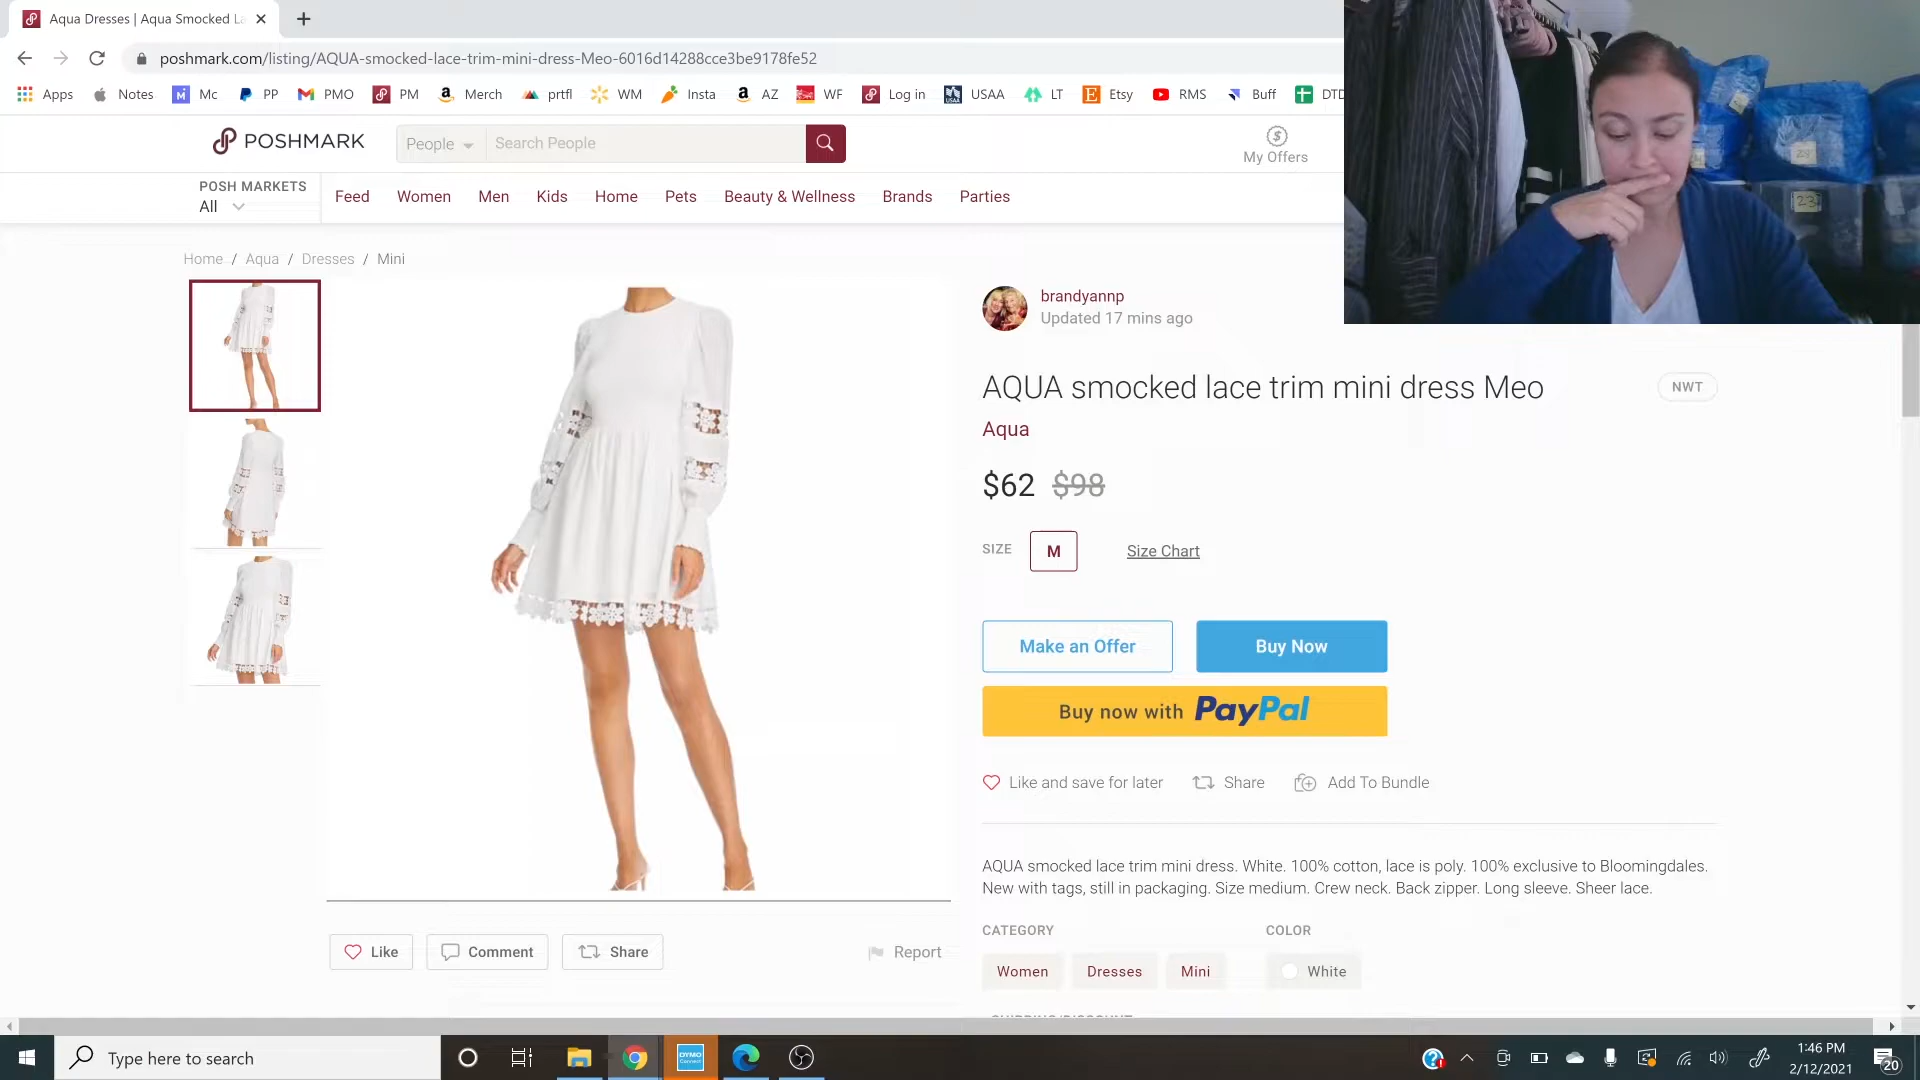 Aqua Dresses | Aqua Smocked La
poshmark.com/listing/AQUA-smocked-lace-trim-mini-dress-Meo-6016d14288cce3be9178fe52
Apps Notes Mc PP PMO PM Merch prtfl WM Insta AZ WF Log in USAA LT Etsy RMS Buff DTD
POSHMARK People Search People
My Offers
POSH MARKETS
All
Feed Women Men Kids Home Pets Beauty & Wellness Brands Parties
Home / Aqua / Dresses / Mini
brandyannp
Updated 17 mins ago
AQUA smocked lace trim mini dress Meo NWT
Aqua
$62 $98
SIZE M Size Chart
Make an Offer Buy Now
Buy now with PayPal
Like and save for later Share Add To Bundle
AQUA smocked lace trim mini dress. White. 100% cotton, lace is poly. 100% exclusive to Bloomingdales.
New with tags, still in packaging. Size medium. Crew neck. Back zipper. Long sleeve. Sheer lace.
CATEGORY COLOR
Women Dresses Mini White
Like Comment Share Report
SHIPPING/DISCOUNT
Type here to search
DYMO
Connect
1:46 PM
2/12/2021
20
23